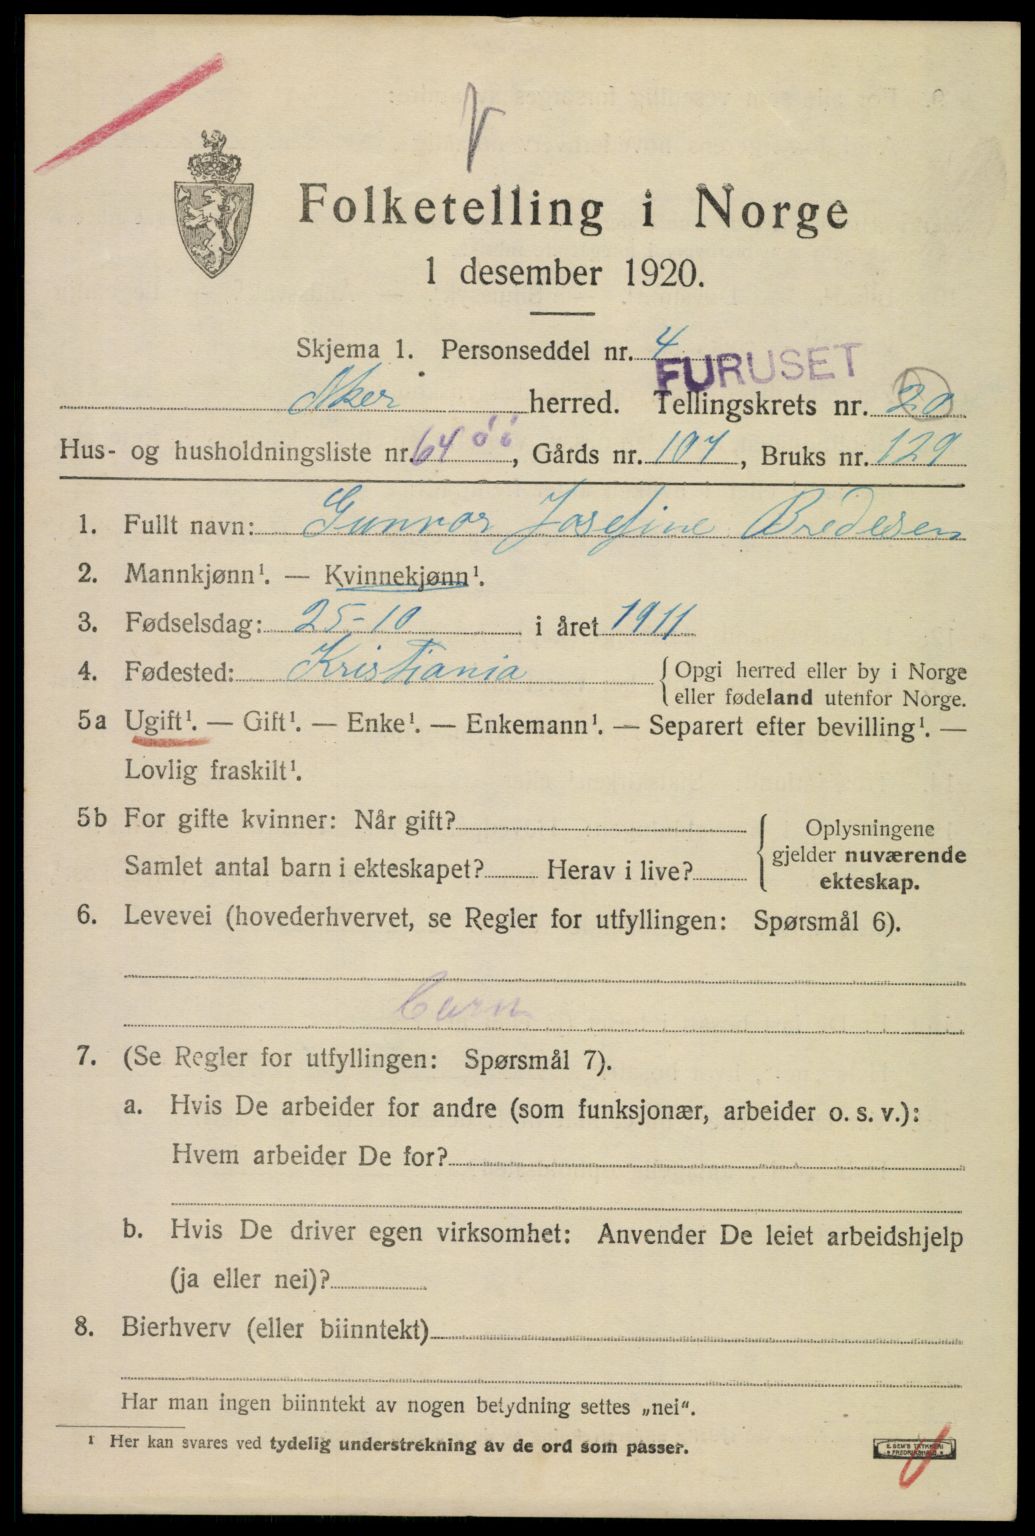 Folketelling i Norge
1 desember 1920.
Skjema 1. Personseddel nr. 4
FURUSET
Aker herred. Tellingskrets nr. 20
Hus- og husholdningsliste nr. 64, Gårds nr. 107, Bruks nr. 129
1. Fullt navn: Gunvor Josefine Bredesen
2. Mannkjønn¹. — Kvinnekjønn¹.
3. Fødselsdag: 25-10 i året 1911
4. Fødested: Kristiania { Opgi herred eller by i Norge
eller fødeland utenfor Norge.
5a Ugift¹. — Gift¹. — Enke¹. — Enkemann¹. — Separert efter bevilling¹. —
Lovlig fraskilt¹.
5b For gifte kvinner: Når gift?
Samlet antal barn i ekteskapet? Herav i live?
{ Oplysningene
gjelder nuværende
ekteskap.
6. Levevei (hovederhvervet, se Regler for utfyllingen: Spørsmål 6).
Barn
7. (Se Regler for utfyllingen: Spørsmål 7).
a. Hvis De arbeider for andre (som funksjonær, arbeider o. s. v.):
Hvem arbeider De for?
b. Hvis De driver egen virksomhet: Anvender De leiet arbeidshjelp
(ja eller nei)?
8. Bierhverv (eller biinntekt)
Har man ingen biinntekt av nogen betydning settes „nei".
¹ Her kan svares ved tydelig understrekning av de ord som passer.
E. SEM'S TRYKKERI
FREDRIKSHALD